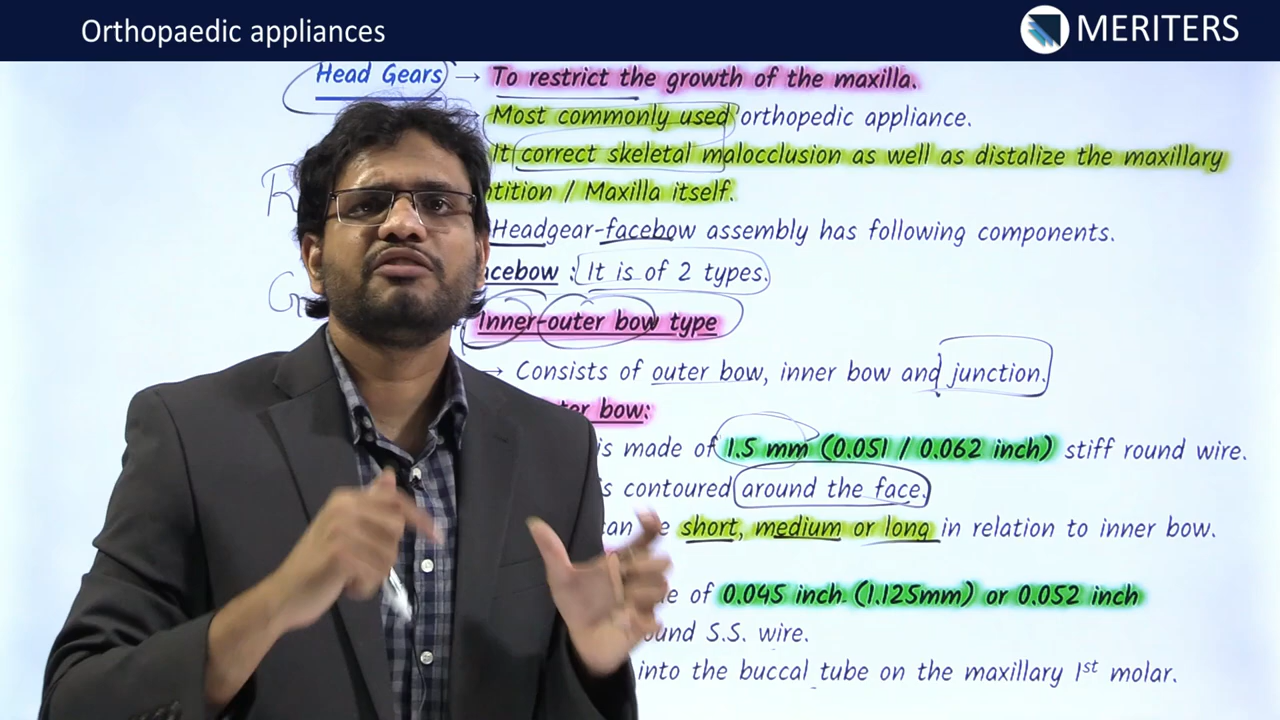 Orthopaedic appliances
MERITERS
Head Gears → To restrict the growth of the maxilla.
Most commonly used orthopedic appliance.
It correct skeletal malocclusion as well as distalize the maxillary
tition / Maxilla itself.
Headgear-facebow assembly has following components.
acebow : It is of 2 types.
Inner-outer bow type
→ Consists of outer bow, inner bow and junction.
er bow:
is made of 1.5 mm (0.051 / 0.062 inch) stiff round wire.
s contoured around the face.
an e short, medium or long in relation to inner bow.
e of 0.045 inch. (1.125mm) or 0.052 inch
ound S.S. wire.
into the buccal tube on the maxillary 1st molar.